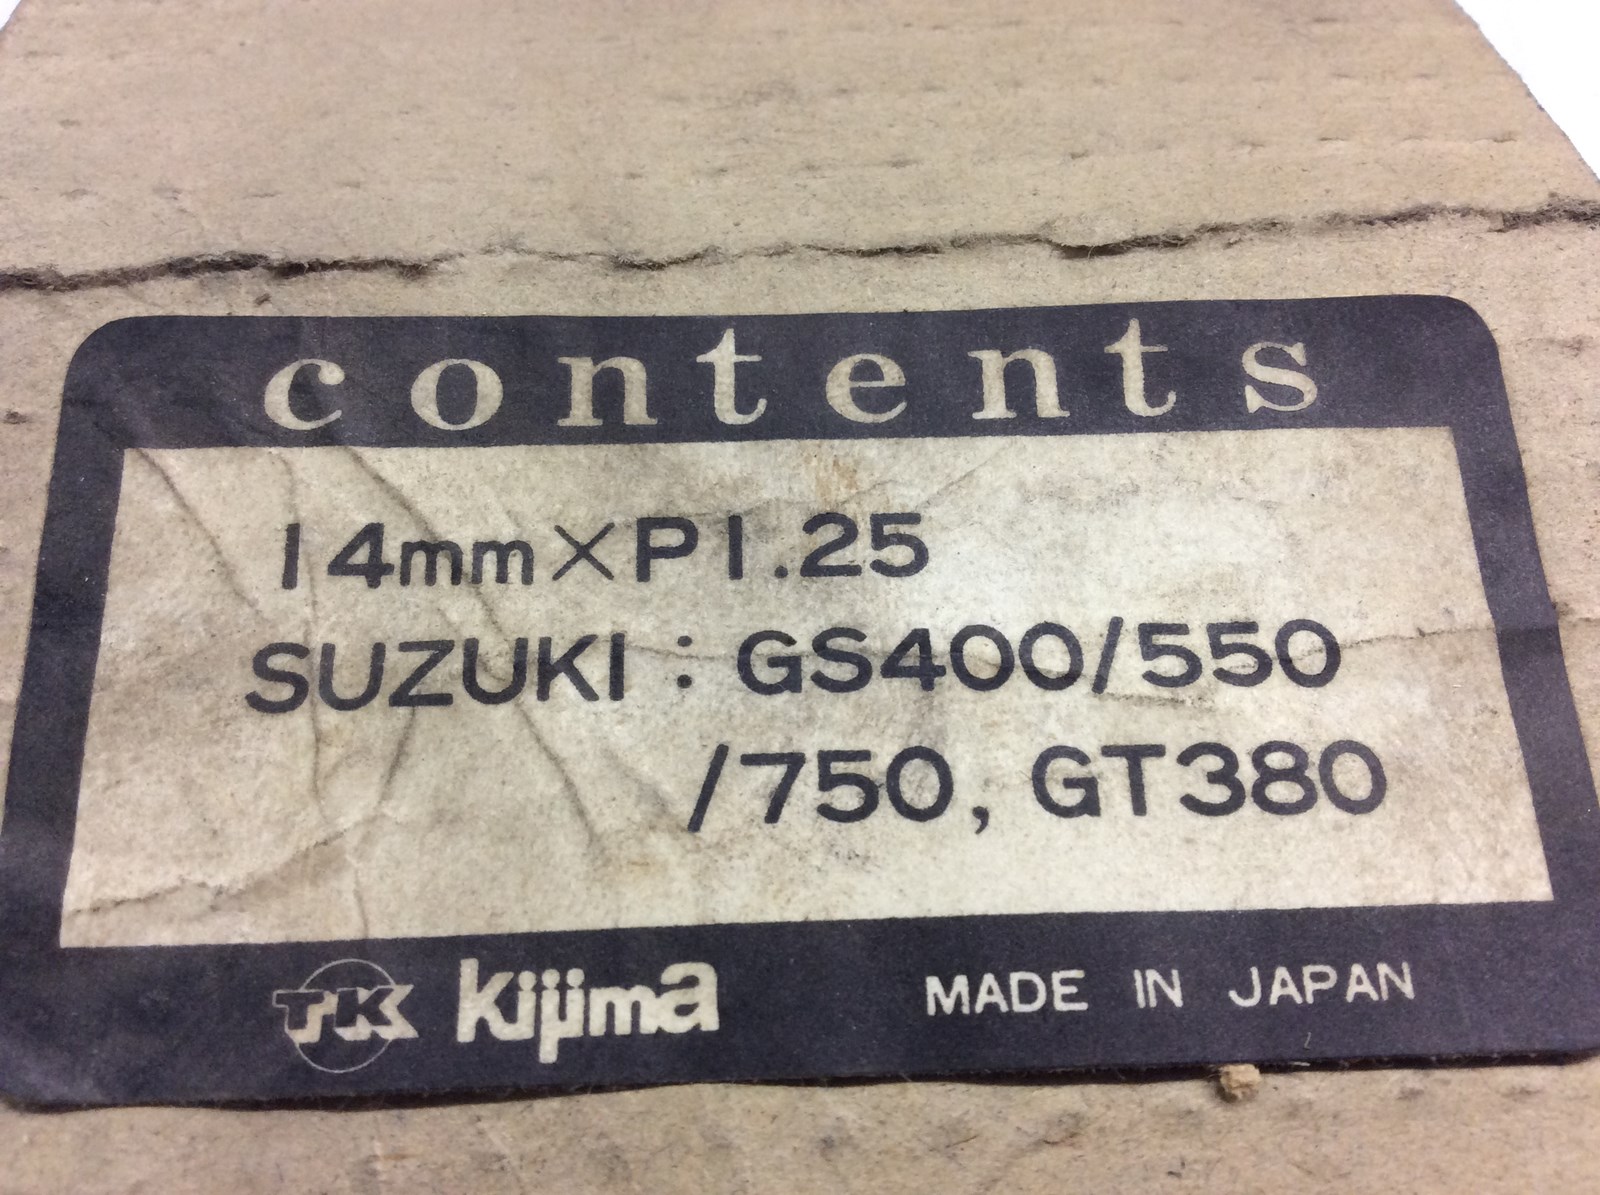 contents
14mm×P1.25
SUZUKI : GS400/550
/750, GT380
TK Kijima MADE IN JAPAN